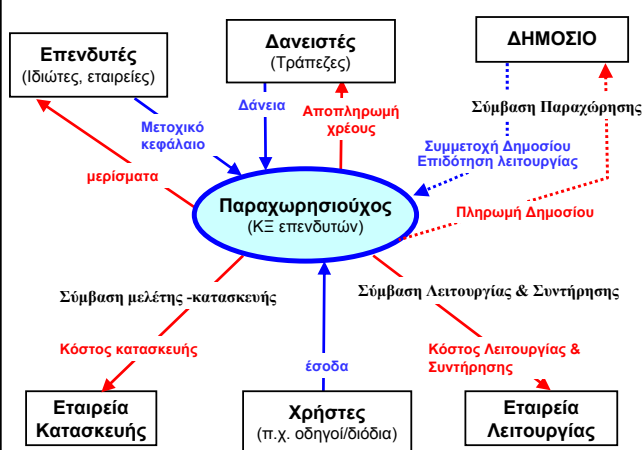 Επενδυτές
(Ιδιώτες, εταιρείες)
Δανειστές
(Τράπεζες)
ΔΗΜΟΣΙΟ
Δάνεια
Αποπληρωμή
χρέους
Σύμβαση Παραχώρησης
Μετοχικό
κεφάλαιο
Συμμετοχή Δημοσίου
Επιδότηση λειτουργίας
μερίσματα
Παραχωρησιούχος
(ΚΞ επενδυτών)
Πληρωμή Δημοσίου
Σύμβαση μελέτης -κατασκευής
Σύμβαση Λειτουργίας & Συντήρησης
Κόστος κατασκευής
έσοδα
Κόστος Λειτουργίας &
Συντήρησης
Εταιρεία
Κατασκευής
Χρήστες
(π.χ. οδηγοί/διόδια)
Εταιρεία
Λειτουργίας